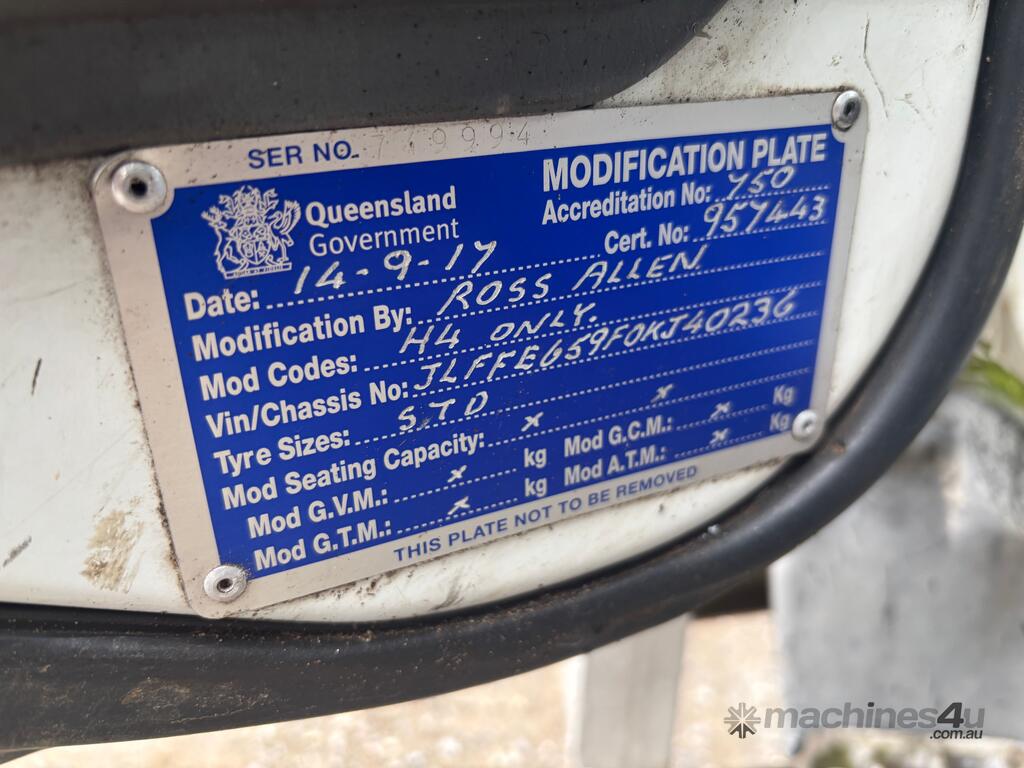 SER NO. 749994
Queensland
Government
MODIFICATION PLATE
Accreditation No: 750
Cert. No: 957443
Date: 14-9-17
Modification By: ROSS ALLEN.
Mod Codes: H4 ONLY.
Vin/Chassis No: JLFFE659F0KJ40236
Tyre Sizes: STD
Mod Seating Capacity: x x
Mod G.V.M.: x kg Mod G.C.M.: x Kg
Mod G.T.M.: x kg Mod A.T.M.: x Kg
THIS PLATE NOT TO BE REMOVED
machines4u
.com.au